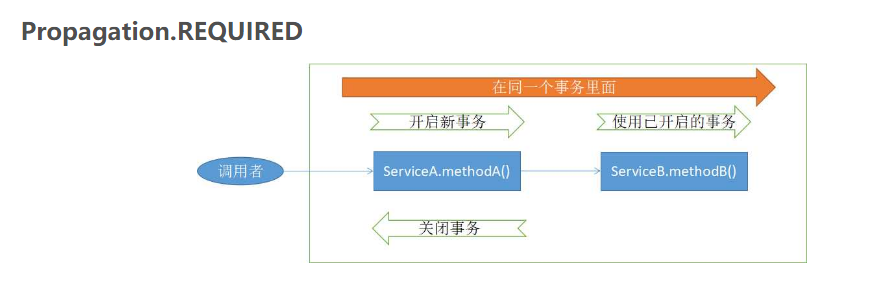 Propagation.REQUIRED
在同一个事务里面
开启新事务
使用已开启的事务
调用者
ServiceA.methodA()
ServiceB.methodB()
关闭事务